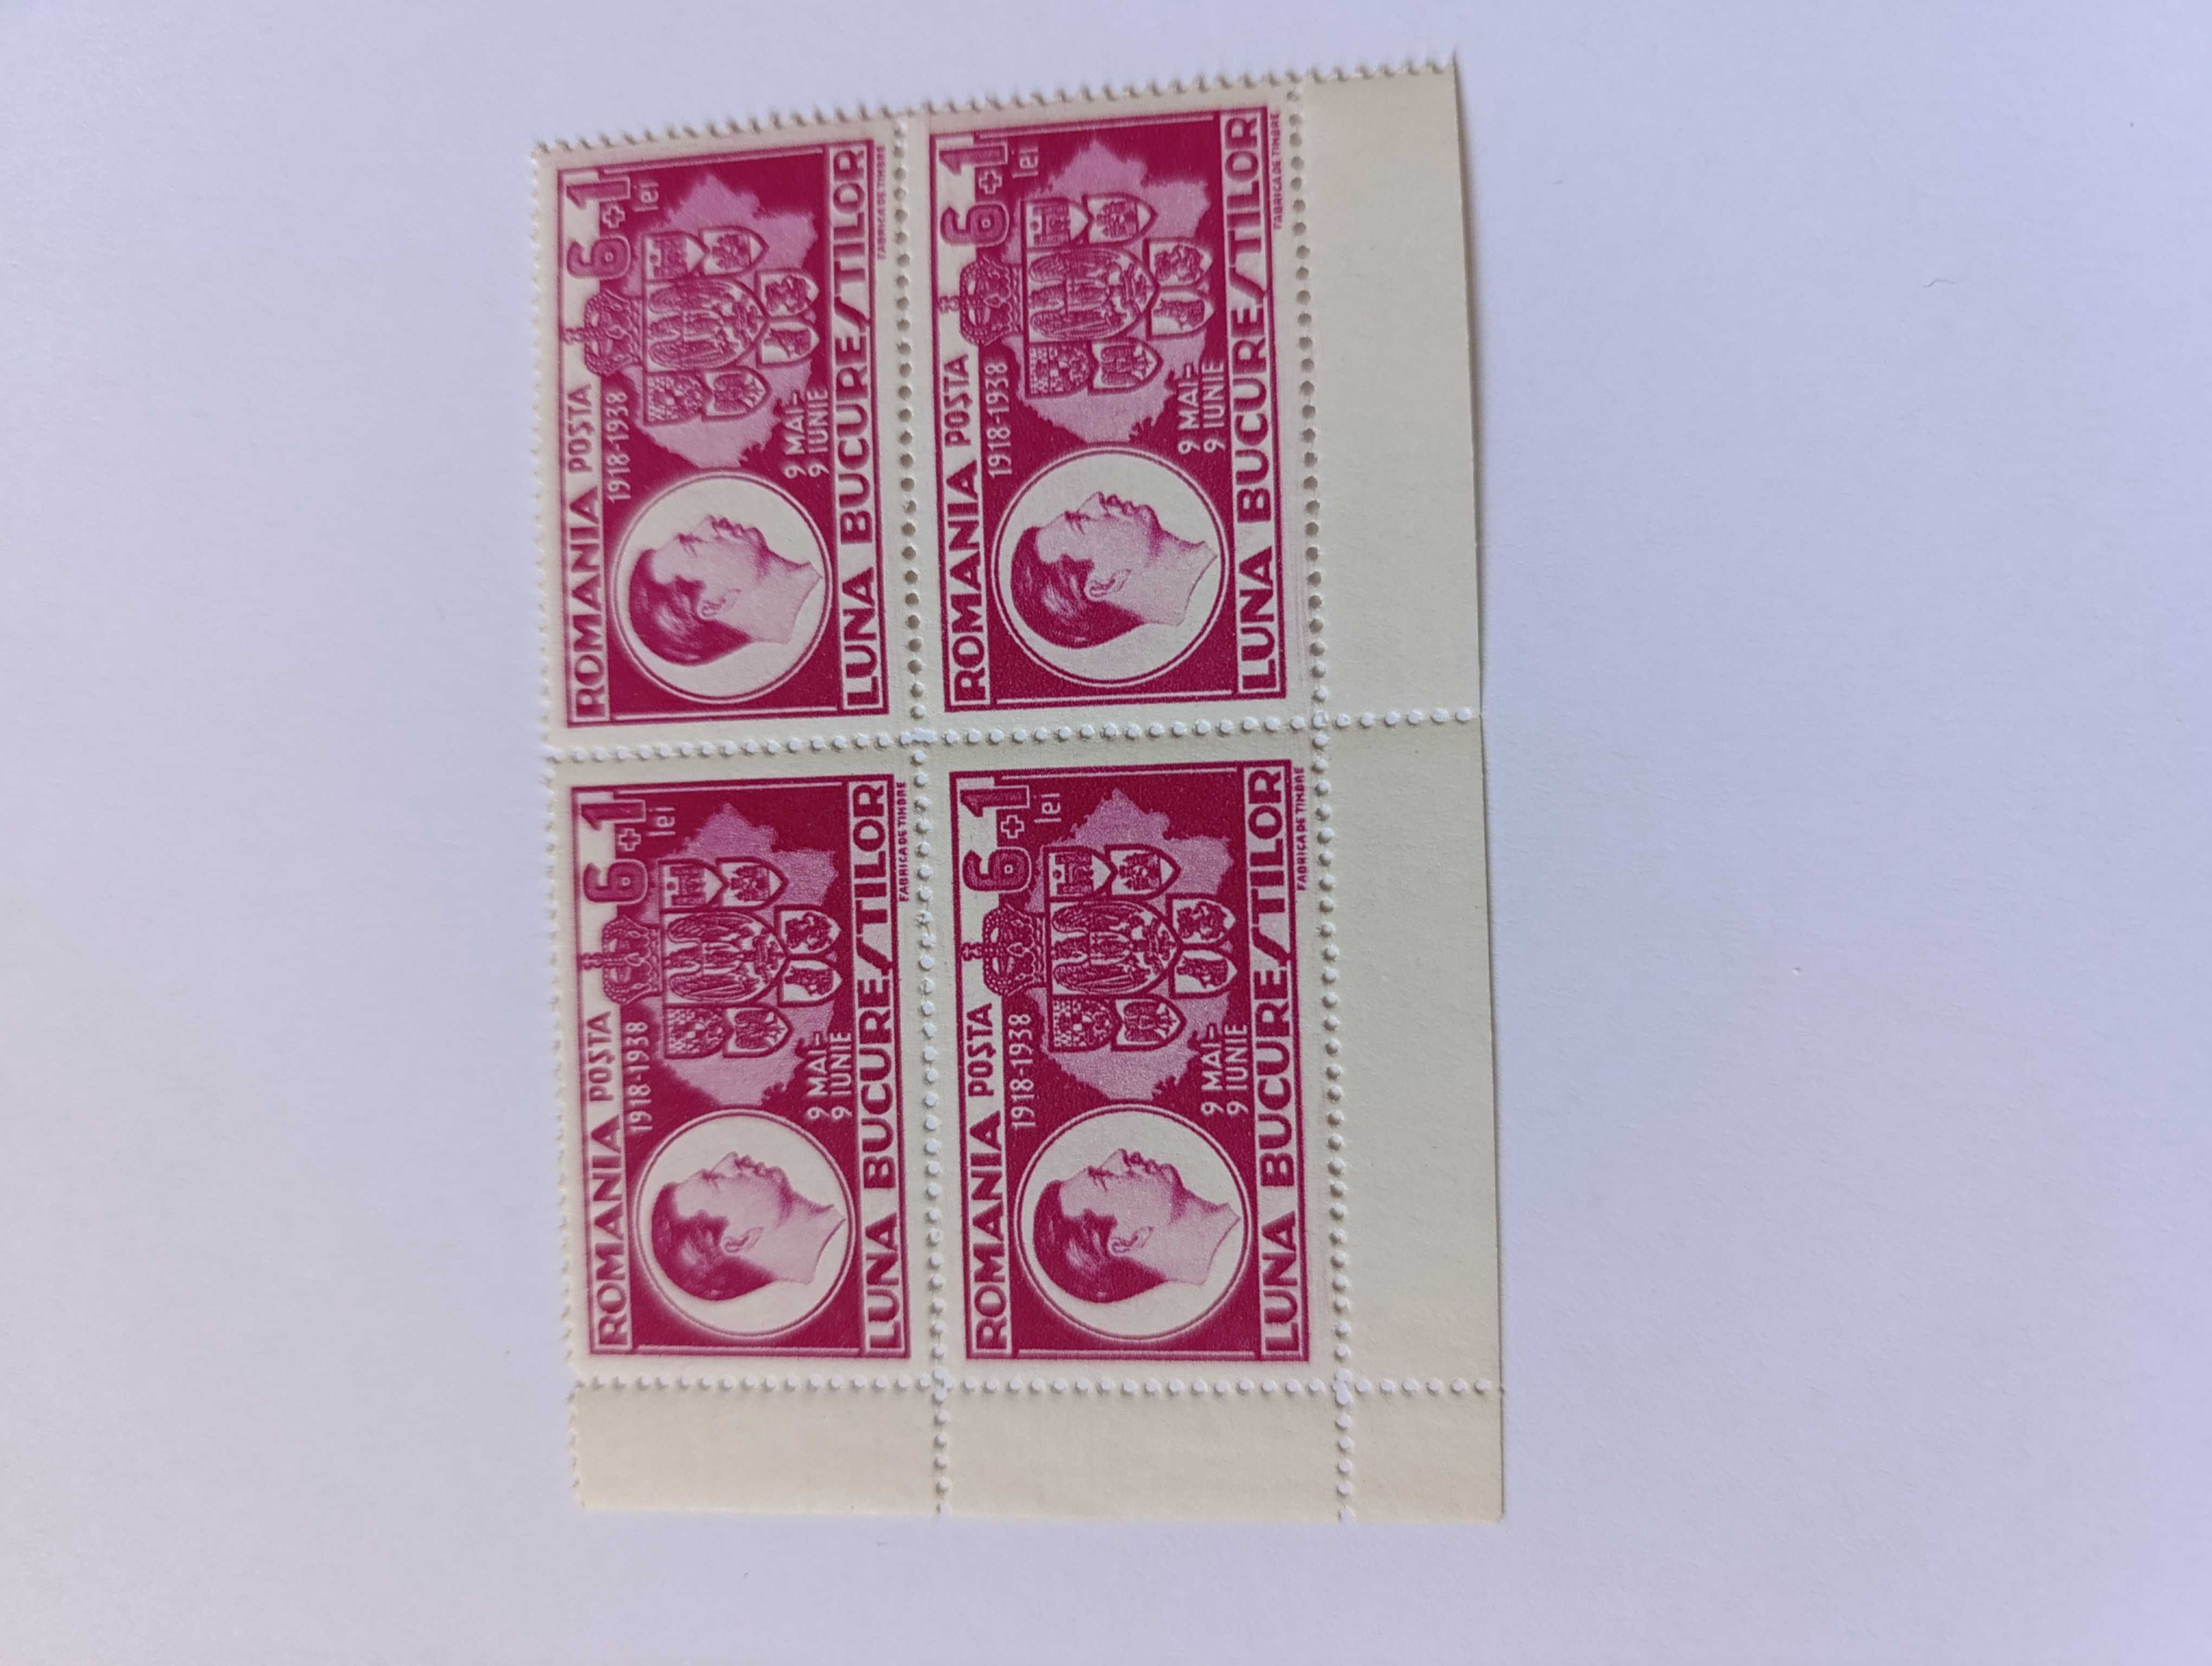 ROMANIA POSTA 6+1
1918-1938 lei
9 MAI-
9 IUNIE
LUNA BUCUREȘTILOR
FABRICA DE TIMBRE
ROMANIA POSTA 6+1
1918-1938 lei
9 MAI-
9 IUNIE
LUNA BUCUREȘTILOR
FABRICA DE TIMBRE
ROMANIA POSTA 6+1
1918-1938 lei
9 MAI-
9 IUNIE
LUNA BUCUREȘTILOR
FABRICA DE TIMBRE
ROMANIA POSTA 6+1
1918-1938 lei
9 MAI-
9 IUNIE
LUNA BUCUREȘTILOR
FABRICA DE TIMBRE